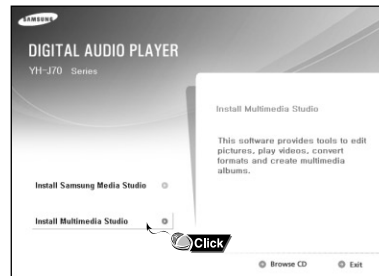 SAMSUNG
DIGITAL AUDIO PLAYER
YH-J70 Series
Install Multimedia Studio
This software provides tools to edit
pictures, play videos, convert
formats and create multimedia
albums.
Install Samsung Media Studio
Install Multimedia Studio
Click
Browse CD
Exit